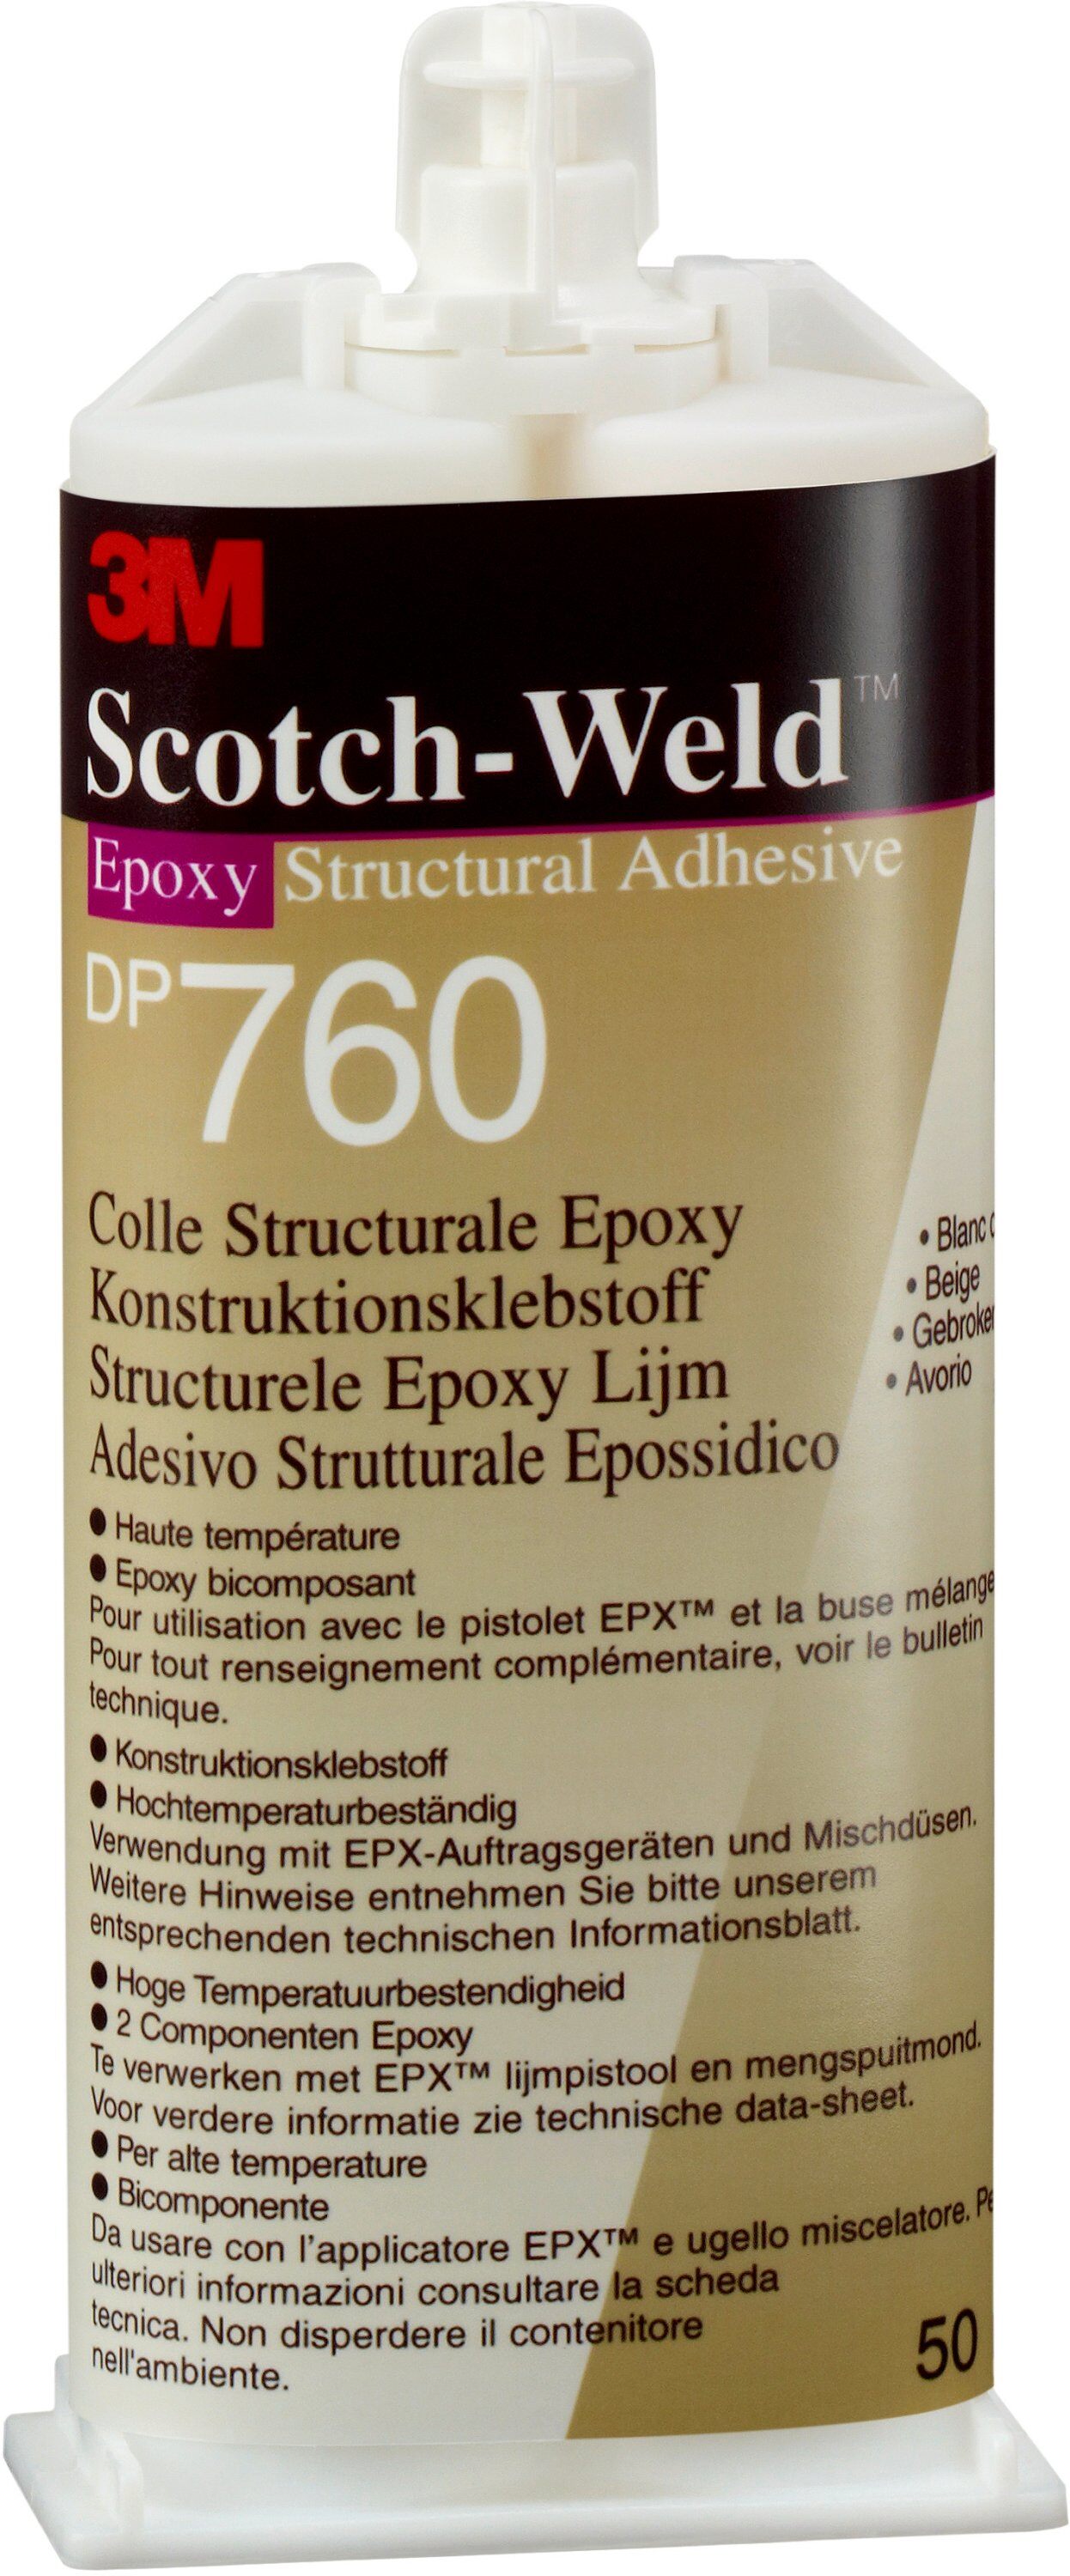 3M
Scotch-Weld™
Epoxy Structural Adhesive
DP760
Colle Structurale Epoxy
Konstruktionsklebstoff
Structurele Epoxy Lijm
Adesivo Strutturale Epossidico
• Blanc
• Beige
•
• Avorio
● Haute température
● Epoxy bicomposant
Pour utilisation avec le pistolet EPX™ et la buse mélange
Pour tout renseignement complémentaire, voir le bulletin
technique.
● Konstruktionsklebstoff
● Hochtemperaturbeständig
Verwendung mit EPX-Auftragsgeräten und Mischdüsen.
Weitere Hinweise entnehmen Sie bitte unserem
entsprechenden technischen Informationsblatt.
● Hoge Temperatuurbestendigheid
● 2 Componenten Epoxy
Te verwerken met EPX™ lijmpistool en mengspuitmond.
Voor verdere informatie zie technische data-sheet.
● Per alte temperature
● Bicomponente
Da usare con l'applicatore EPX™ e ugello miscelatore.
ulteriori informazioni consultare la scheda
tecnica. Non disperdere il contenitore
nell'ambiente.
50